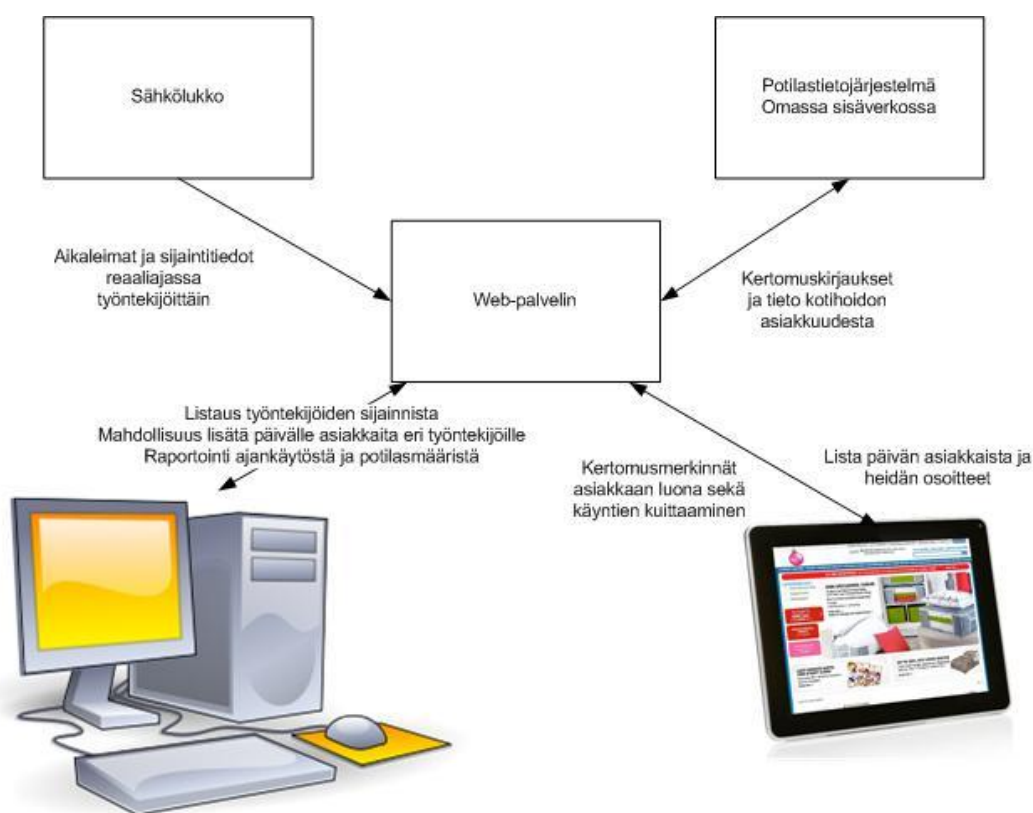 Sähkölukko
Potilastietojärjestelmä
Omassa sisäverkossa
Aikaleimat ja sijaintitiedot
reaaliajassa
työntekijöittäin
Web-palvelin
Kertomuskirjaukset
ja tieto kotihoidon
asiakkuudesta
Listaus työntekijöiden sijainnista
Mahdollisuus lisätä päivälle asiakkaita eri työntekijöille
Raportointi ajankäytöstä ja potilasmääristä
Kertomusmerkinnät
asiakkaan luona sekä
käyntien kuittaaminen
Lista päivän asiakkaista ja
heidän osoitteet